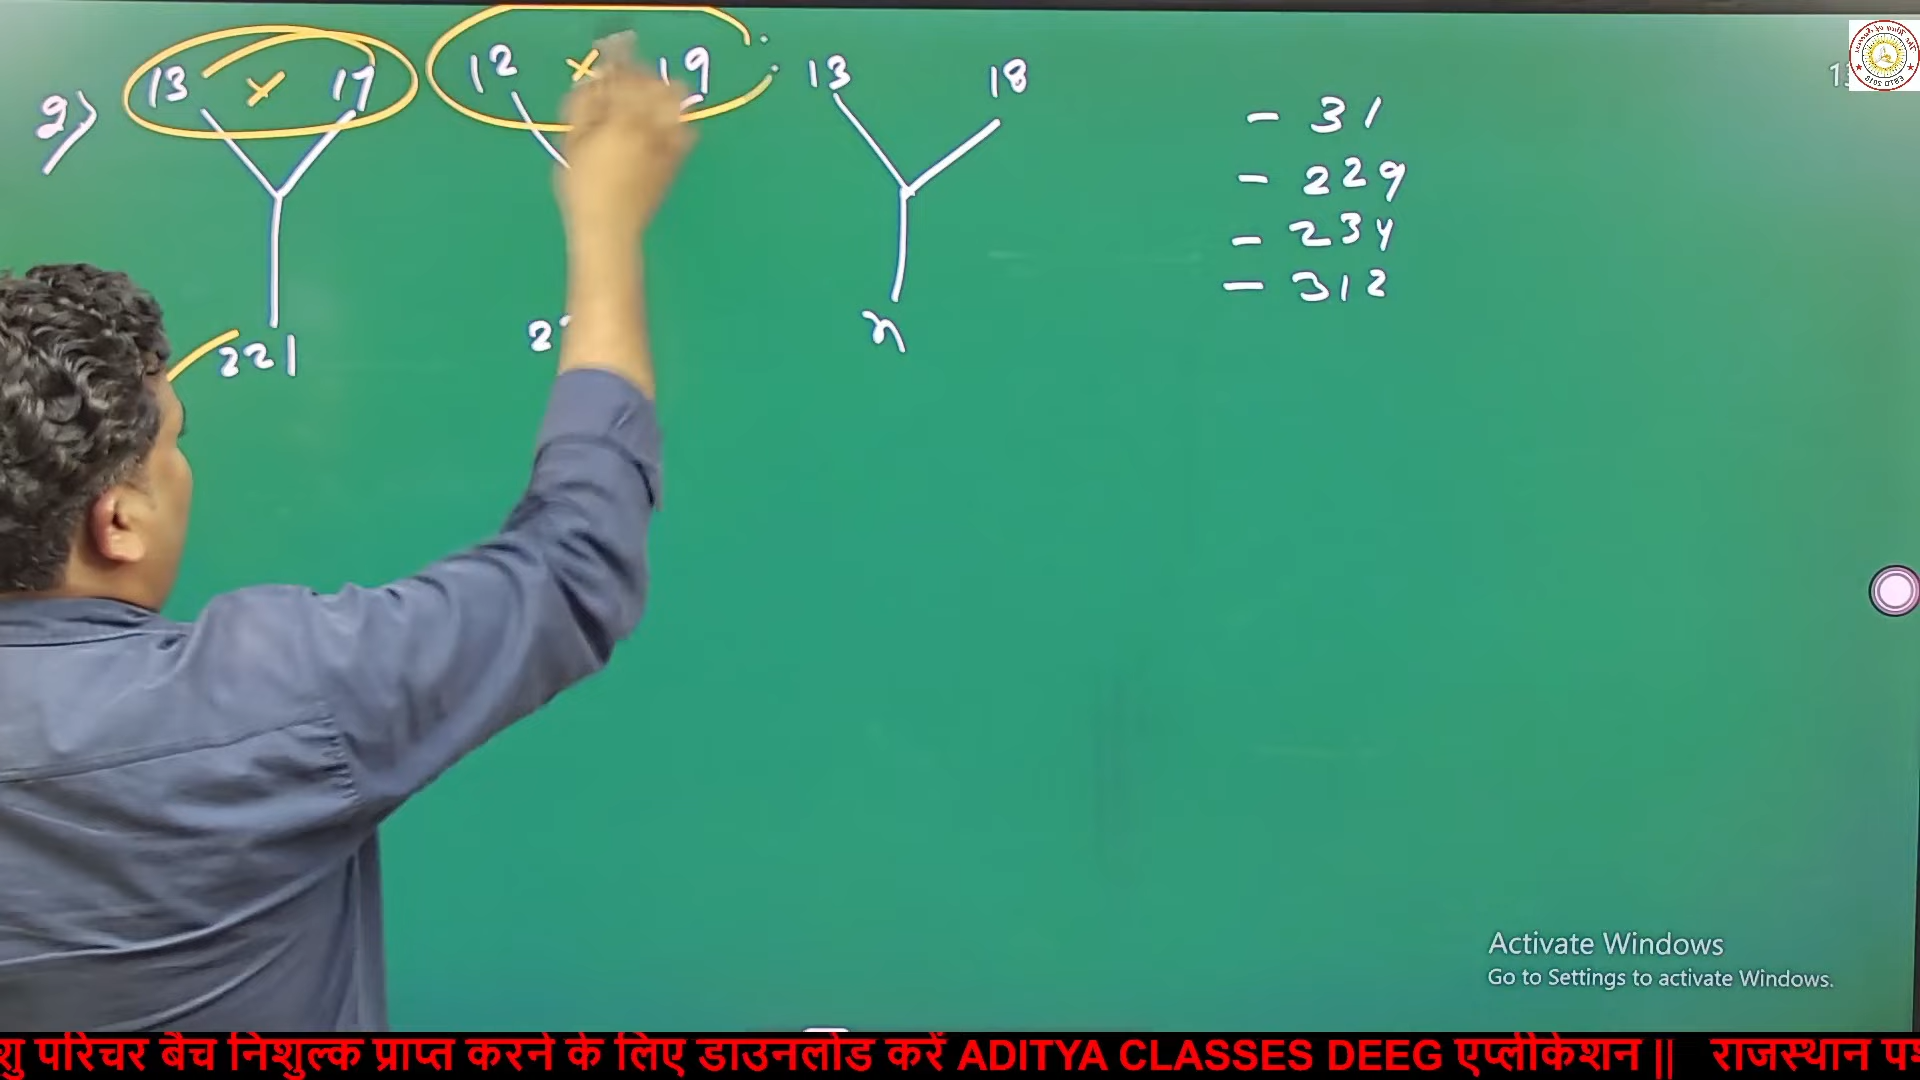 9) 13 × 17 12 × 19 : 13 18
221 n
- 31
- 229
- 234
- 312
Activate Windows
Go to Settings to activate Windows.
शु परिचर बैच निशुल्क प्राप्त करने के लिए डाउनलोड करें ADITYA CLASSES DEEG एप्लीकेशन || राजस्थान